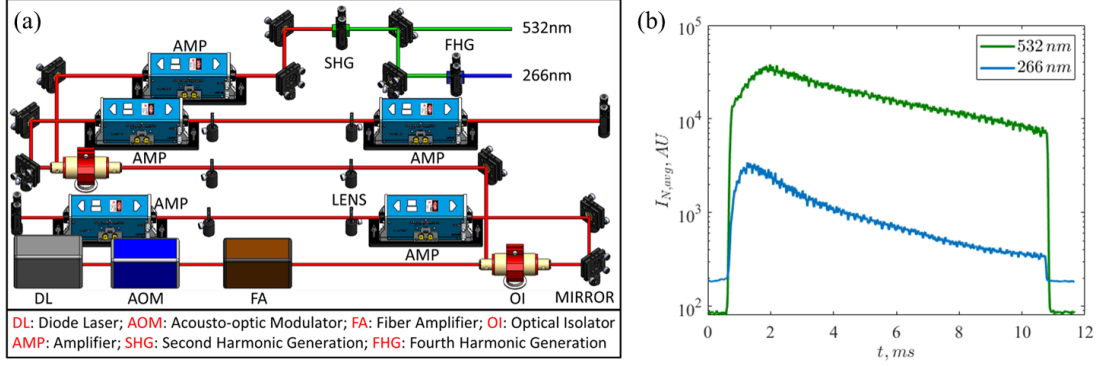 (a)
AMP
532nm
SHG
FHG
266nm
AMP
AMP
AMP
LENS
AMP
DL
AOM
FA
OI
MIRROR
DL: Diode Laser; AOM: Acousto-optic Modulator; FA: Fiber Amplifier; OI: Optical Isolator
AMP: Amplifier; SHG: Second Harmonic Generation; FHG: Fourth Harmonic Generation
(b)
10^5
10^4
10^3
10^2
I_{N,avg}, AU
532 nm
266 nm
0 2 4 6 8 10 12
t, ms